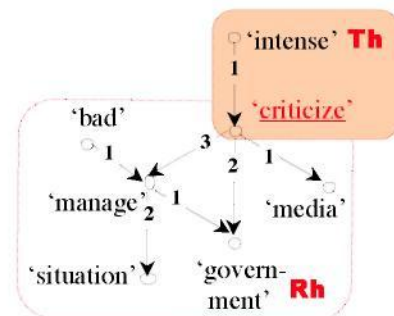 ‘intense’ Th
1
‘criticize’
‘bad’
3
1
2
1
‘manage’
1
‘media’
2
‘situation’
‘govern-
ment’ Rh